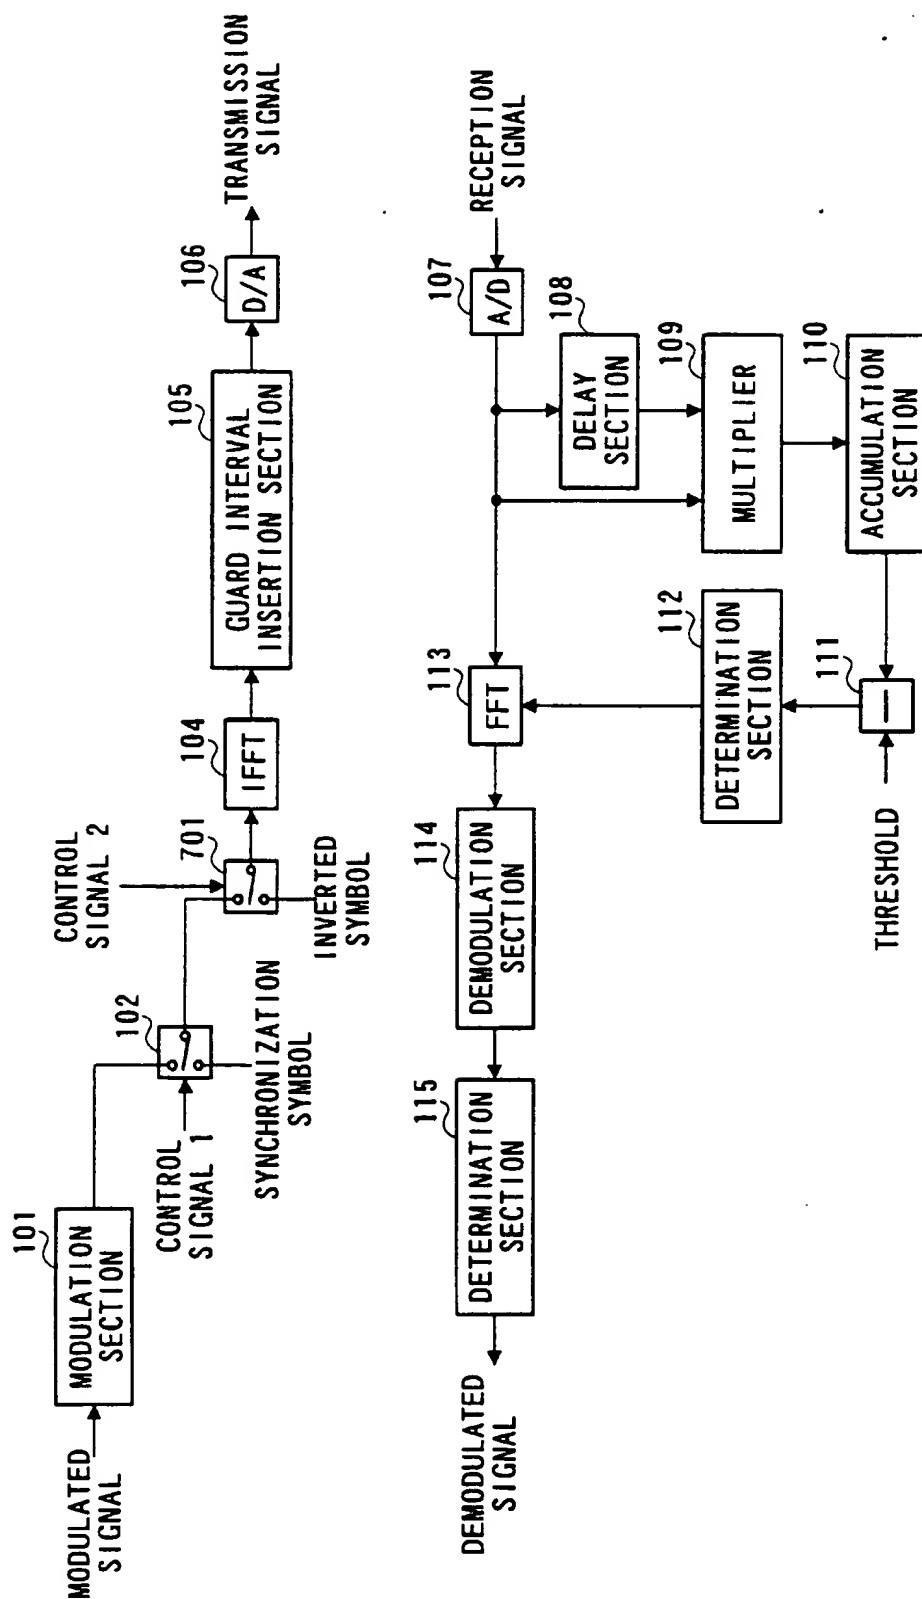 MODULATED
SIGNAL
101
MODULATION
SECTION
CONTROL
SIGNAL 1
102
SYNCHRONIZATION
SYMBOL
CONTROL
SIGNAL 2
701
INVERTED
SYMBOL
104
IFFT
105
GUARD INTERVAL
INSERTION SECTION
106
D/A
TRANSMISSION
SIGNAL
RECEPTION
SIGNAL
107
A/D
108
DELAY
SECTION
109
MULTIPLIER
110
ACCUMULATION
SECTION
111
THRESHOLD
112
DETERMINATION
SECTION
113
FFT
114
DEMODULATION
SECTION
115
DETERMINATION
SECTION
DEMODULATED
SIGNAL